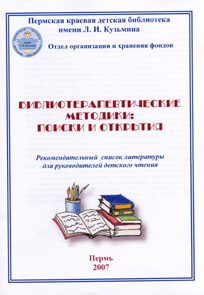 Пермская краевая детская библиотека
имени Л. И. Кузьмина
Отдел организации и хранения фондов
БИБЛИОТЕРАПЕВТИЧЕСКИЕ
МЕТОДИКИ:
ПОИСКИ И ОТКРЫТИЯ
Рекомендательный список литературы
для руководителей детского чтения
Пермь
2007